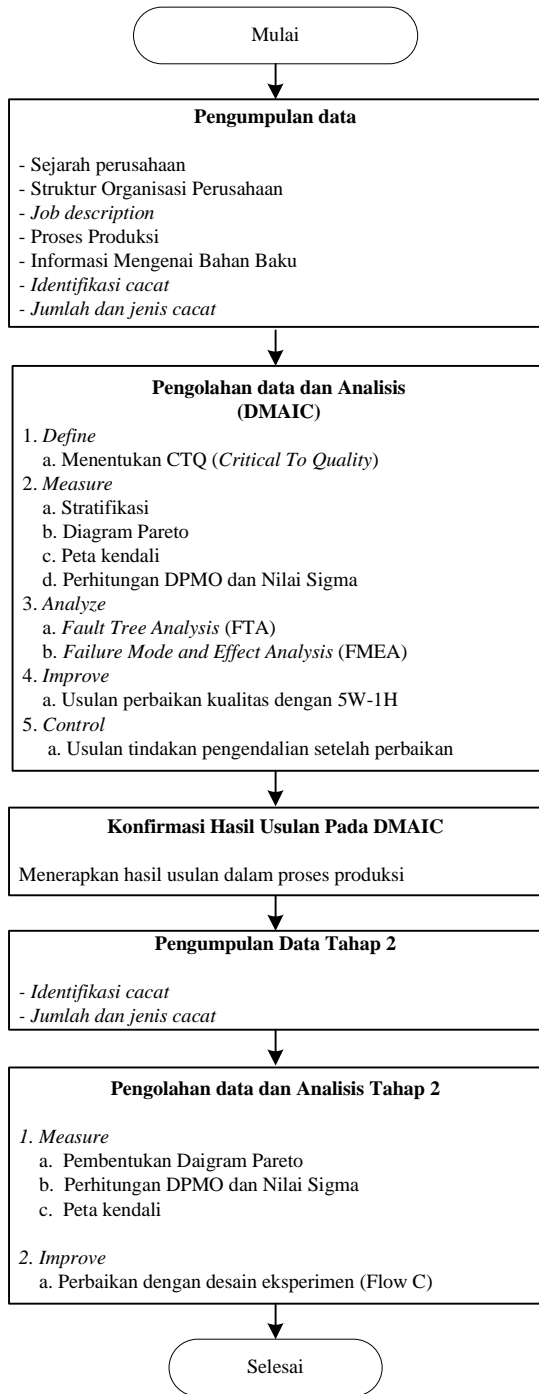 Mulai
Pengumpulan data
- Sejarah perusahaan
- Struktur Organisasi Perusahaan
- Job description
- Proses Produksi
- Informasi Mengenai Bahan Baku
- Identifikasi cacat
- Jumlah dan jenis cacat
Pengolahan data dan Analisis
(DMAIC)
1. Define
a. Menentukan CTQ (Critical To Quality)
2. Measure
a. Stratifikasi
b. Diagram Pareto
c. Peta kendali
d. Perhitungan DPMO dan Nilai Sigma
3. Analyze
a. Fault Tree Analysis (FTA)
b. Failure Mode and Effect Analysis (FMEA)
4. Improve
a. Usulan perbaikan kualitas dengan 5W-1H
5. Control
a. Usulan tindakan pengendalian setelah perbaikan
Konfirmasi Hasil Usulan Pada DMAIC
Menerapkan hasil usulan dalam proses produksi
Pengumpulan Data Tahap 2
- Identifikasi cacat
- Jumlah dan jenis cacat
Pengolahan data dan Analisis Tahap 2
1. Measure
a. Pembentukan Daigram Pareto
b. Perhitungan DPMO dan Nilai Sigma
c. Peta kendali
2. Improve
a. Perbaikan dengan desain eksperimen (Flow C)
Selesai